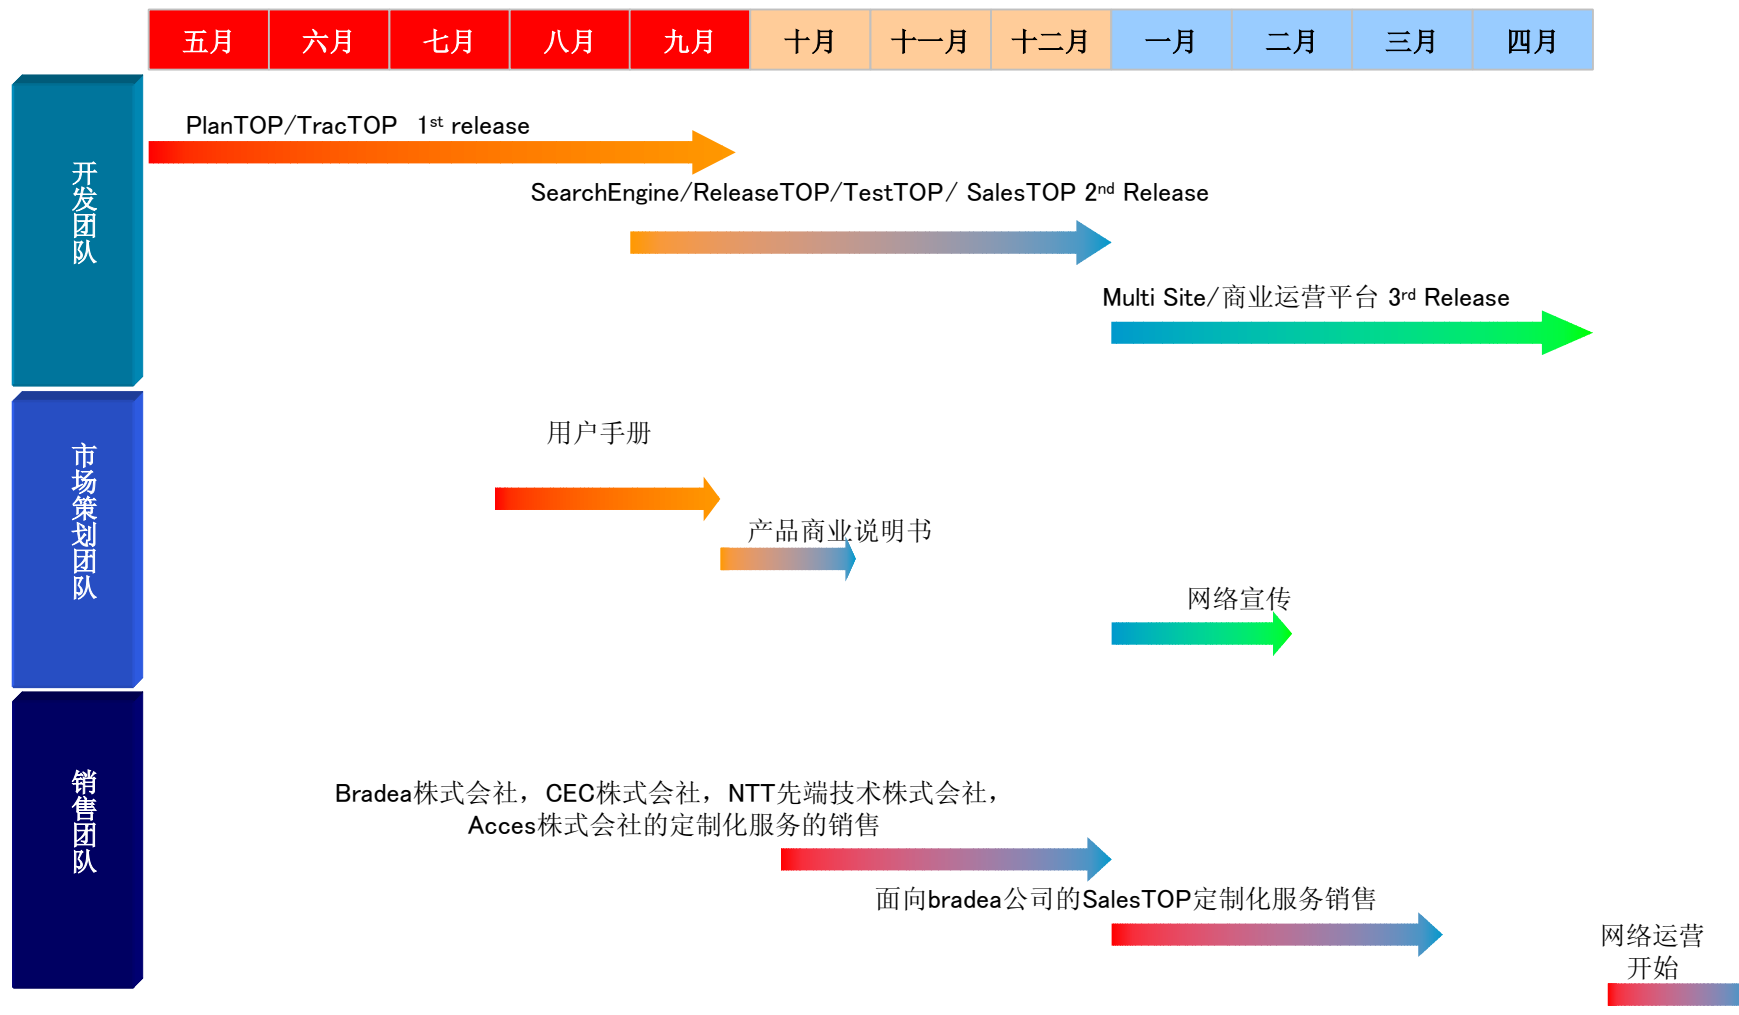 五月 六月 七月 八月 九月 十月 十一月 十二月 一月 二月 三月 四月
开发团队
PlanTOP/TracTOP 1st release
SearchEngine/ReleaseTOP/TestTOP/ SalesTOP 2nd Release
Multi Site/商业运营平台 3rd Release
市场策划团队
用户手册
产品商业说明书
网络宣传
销售团队
Bradea株式会社，CEC株式会社，NTT先端技术株式会社，
Acces株式会社的定制化服务的销售
面向bradea公司的SalesTOP定制化服务销售
网络运营
开始